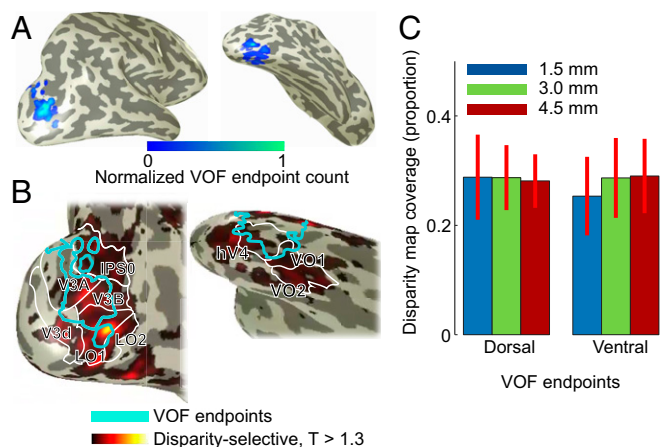 A
0
1
Normalized VOF endpoint count
B
IPS0
V3A
V3B
V3d
LO2
LO1
hV4
VO1
VO2
VOF endpoints
Disparity-selective, T > 1.3
C
Disparity map coverage (proportion)
1.5 mm
3.0 mm
4.5 mm
0.4
0.2
0
Dorsal
Ventral
VOF endpoints